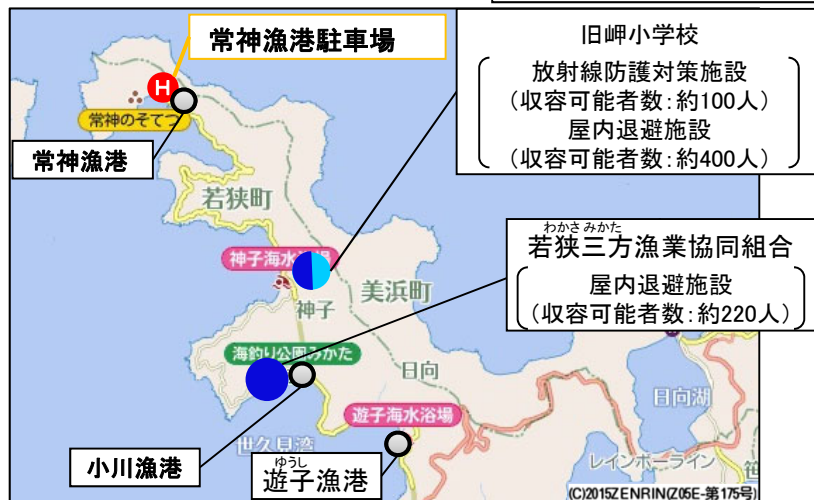 常神漁港駐車場
旧岬小学校
放射線防護対策施設
(収容可能者数:約100人)
屋内退避施設
(収容可能者数:約400人)
H
常神のそてつ
常神漁港
若狭町
わかさみかた
若狭三方漁業協同組合
屋内退避施設
(収容可能者数:約220人)
神子海水浴場
神子
美浜町
海釣り公園みかた
日向
日向湖
遊子海水浴場
世久見湾
小川漁港
ゆうし
遊子漁港
レインボーライン
笹
(C)2015ZENRIN(Z05E-第175号)